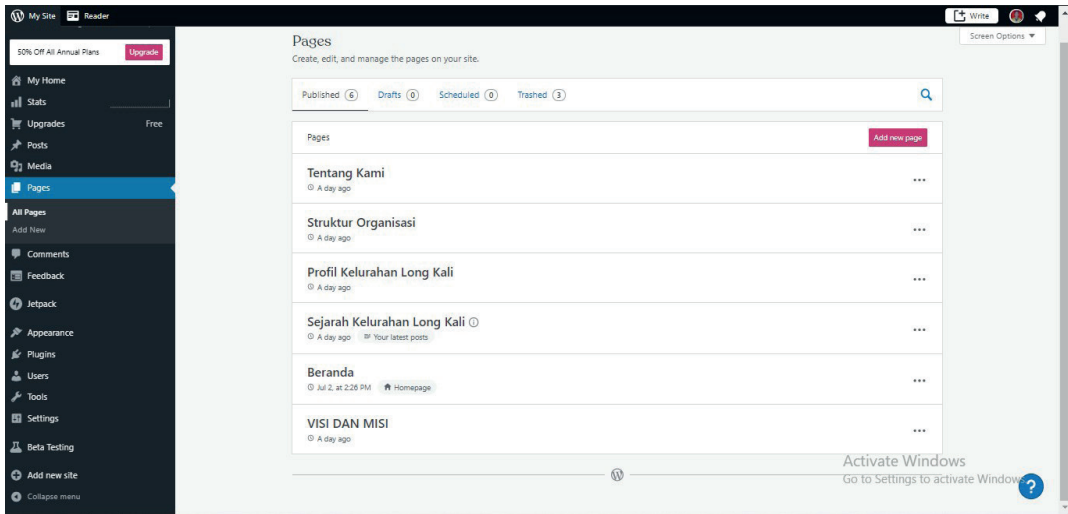 My Site Reader Write
50% Off All Annual Plans Upgrade
My Home
Stats
Upgrades Free
Posts
Media
Pages
All Pages
Add New
Comments
Feedback
Jetpack
Appearance
Plugins
Users
Tools
Settings
Beta Testing
Add new site
Collapse menu
Screen Options
Pages
Create, edit, and manage the pages on your site.
Published 6 Drafts 0 Scheduled 0 Trashed 3
Pages Add new page
Tentang Kami
A day ago
Struktur Organisasi
A day ago
Profil Kelurahan Long Kali
A day ago
Sejarah Kelurahan Long Kali
A day ago Your latest posts
Beranda
Jul 2, at 2:26 PM Homepage
VISI DAN MISI
A day ago
Activate Windows
Go to Settings to activate Windows
?